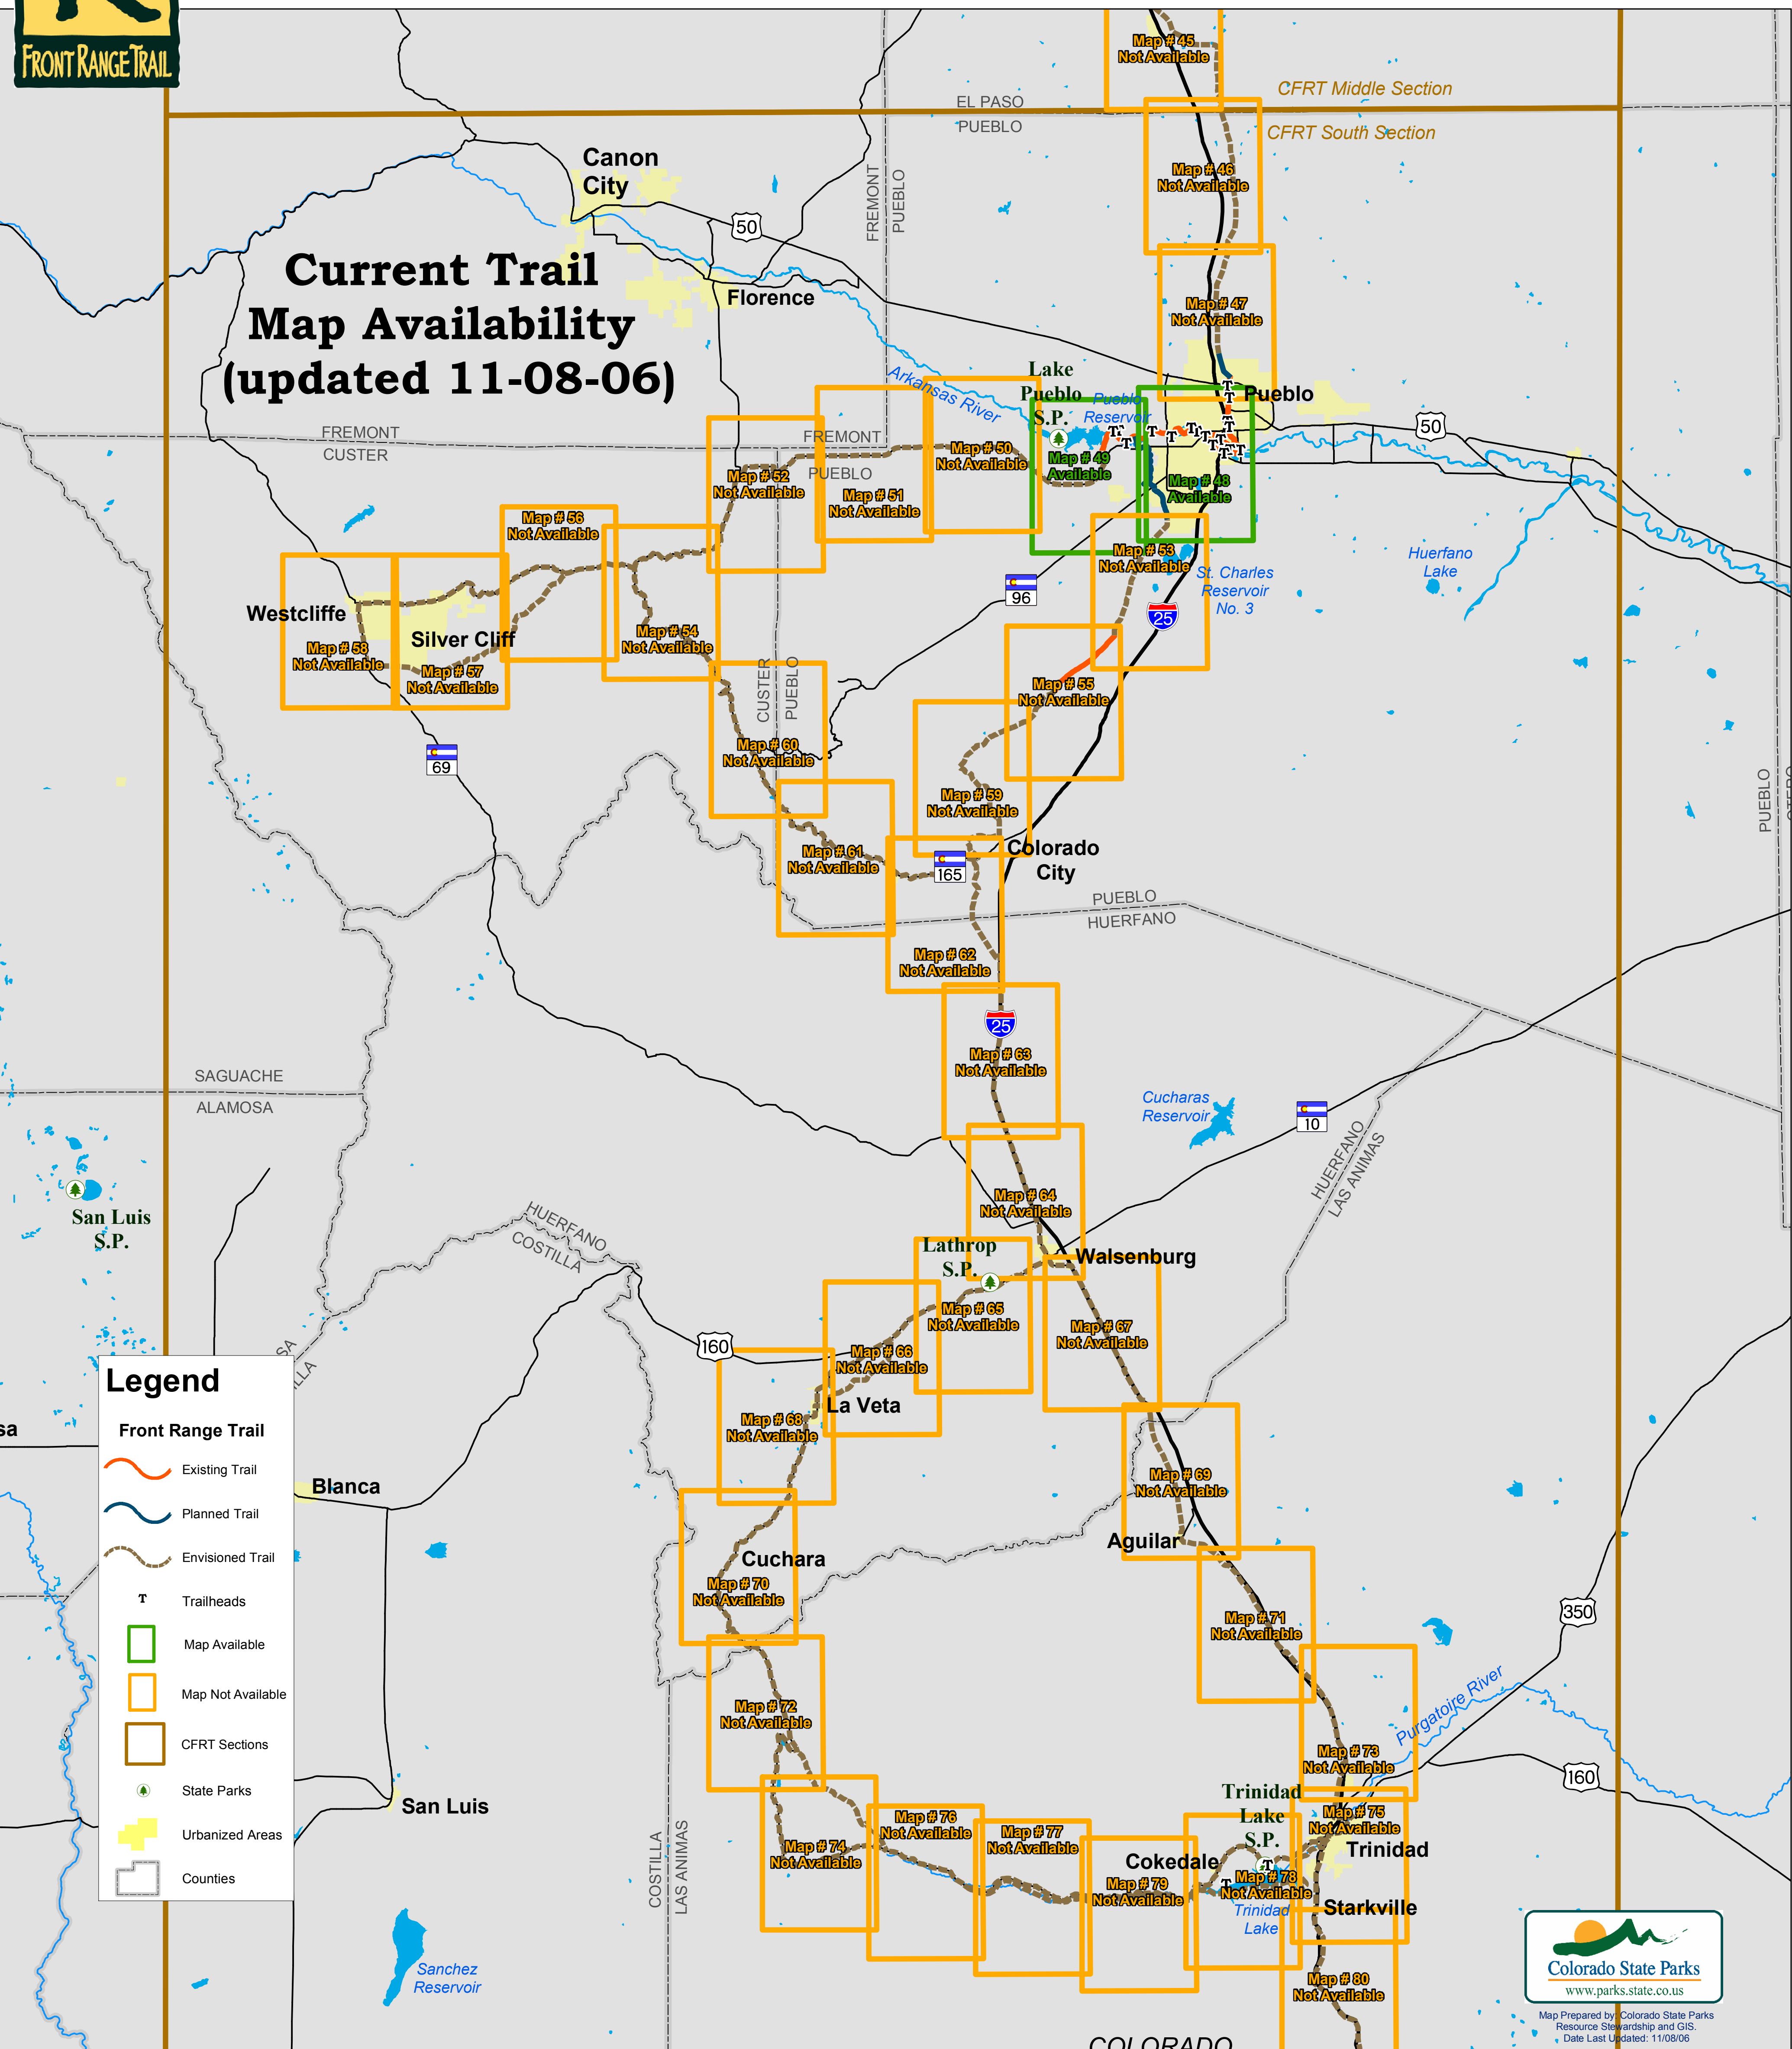 FRONT RANGE TRAIL
Map # 45
Not Available
CFRT Middle Section
EL PASO
PUEBLO
CFRT South Section
Canon
City
FREMONT
PUEBLO
Map # 46
Not Available
50
Current Trail
Map Availability
(updated 11-08-06)
Florence
Map # 47
Not Available
Lake
Pueblo
S.P.
Arkansas River
Pueblo
Reservoir
Pueblo
50
FREMONT
CUSTER
FREMONT
PUEBLO
Map # 50
Not Available
Map # 49
Available
Map # 48
Available
Map # 52
Not Available
Map # 51
Not Available
Map # 56
Not Available
Map # 53
Not Available
St. Charles
Reservoir
No. 3
Huerfano
Lake
96
25
Westcliffe
Silver Cliff
Map # 58
Not Available
Map # 57
Not Available
Map # 54
Not Available
CUSTER
PUEBLO
Map # 55
Not Available
69
Map # 60
Not Available
Map # 59
Not Available
PUEBLO
OTERO
Map # 61
Not Available
165
Colorado
City
PUEBLO
HUERFANO
Map # 62
Not Available
25
Map # 63
Not Available
SAGUACHE
ALAMOSA
Cucharas
Reservoir
10
HUERFANO
LAS ANIMAS
San Luis
S.P.
HUERFANO
COSTILLA
Map # 64
Not Available
Lathrop
S.P.
Walsenburg
Map # 65
Not Available
Map # 67
Not Available
160
Map # 66
Not Available
La Veta
Map # 68
Not Available
SA
ILLA
sa
Blanca
Map # 69
Not Available
Aguilar
Cuchara
Map # 70
Not Available
Map # 71
Not Available
350
Map # 72
Not Available
Purgatoire River
Map # 73
Not Available
160
Trinidad
Lake
S.P.
Map # 75
Not Available
Trinidad
San Luis
COSTILLA
LAS ANIMAS
Map # 74
Not Available
Map # 76
Not Available
Map # 77
Not Available
Cokedale
Map # 79
Not Available
Map # 78
Not Available
Trinidad
Lake
Starkville
Map # 80
Not Available
Sanchez
Reservoir
COLORADO
Legend
Front Range Trail
Existing Trail
Planned Trail
Envisioned Trail
T
Trailheads
Map Available
Map Not Available
CFRT Sections
State Parks
Urbanized Areas
Counties
Colorado State Parks
www.parks.state.co.us
Map Prepared by: Colorado State Parks
Resource Stewardship and GIS.
Date Last Updated: 11/08/06